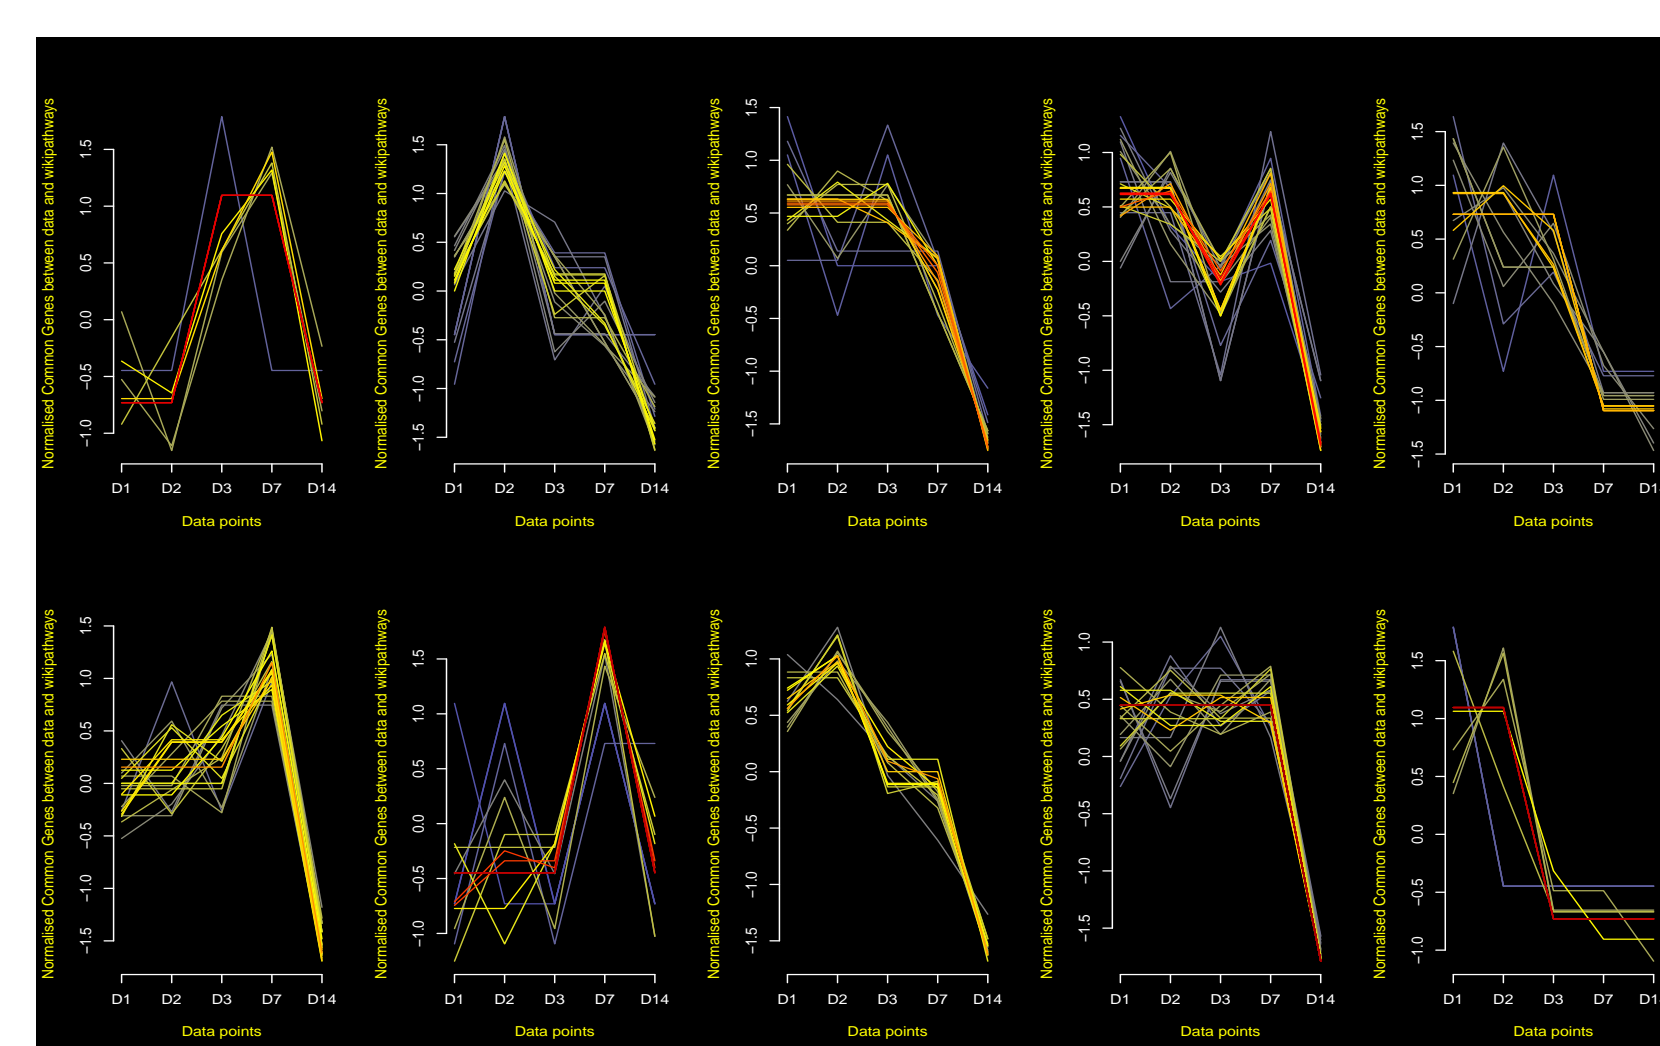 Normalised Common Genes between data and wikipathways
1.5
1.0
0.5
0.0
−0.5
−1.0
D1 D2 D3 D7 D14
Data points
Normalised Common Genes between data and wikipathways
1.5
1.0
0.5
0.0
−0.5
−1.0
−1.5
D1 D2 D3 D7 D14
Data points
Normalised Common Genes between data and wikipathways
1.5
1.0
0.5
0.0
−0.5
−1.0
−1.5
D1 D2 D3 D7 D14
Data points
Normalised Common Genes between data and wikipathways
1.0
0.5
0.0
−0.5
−1.0
−1.5
D1 D2 D3 D7 D14
Data points
Normalised Common Genes between data and wikipathways
1.5
1.0
0.5
0.0
−0.5
−1.0
−1.5
D1 D2 D3 D7
Data points
Normalised Common Genes between data and wikipathways
1.5
1.0
0.5
0.0
−0.5
−1.0
−1.5
D1 D2 D3 D7 D14
Data points
Normalised Common Genes between data and wikipathways
1.5
1.0
0.5
0.0
−0.5
−1.0
D1 D2 D3 D7 D14
Data points
Normalised Common Genes between data and wikipathways
1.0
0.5
0.0
−0.5
−1.0
−1.5
D1 D2 D3 D7 D14
Data points
Normalised Common Genes between data and wikipathways
1.0
0.5
0.0
−0.5
−1.0
−1.5
D1 D2 D3 D7 D14
Data points
Normalised Common Genes between data and wikipathways
1.5
1.0
0.5
0.0
−0.5
−1.0
D1 D2 D3 D7
Data points